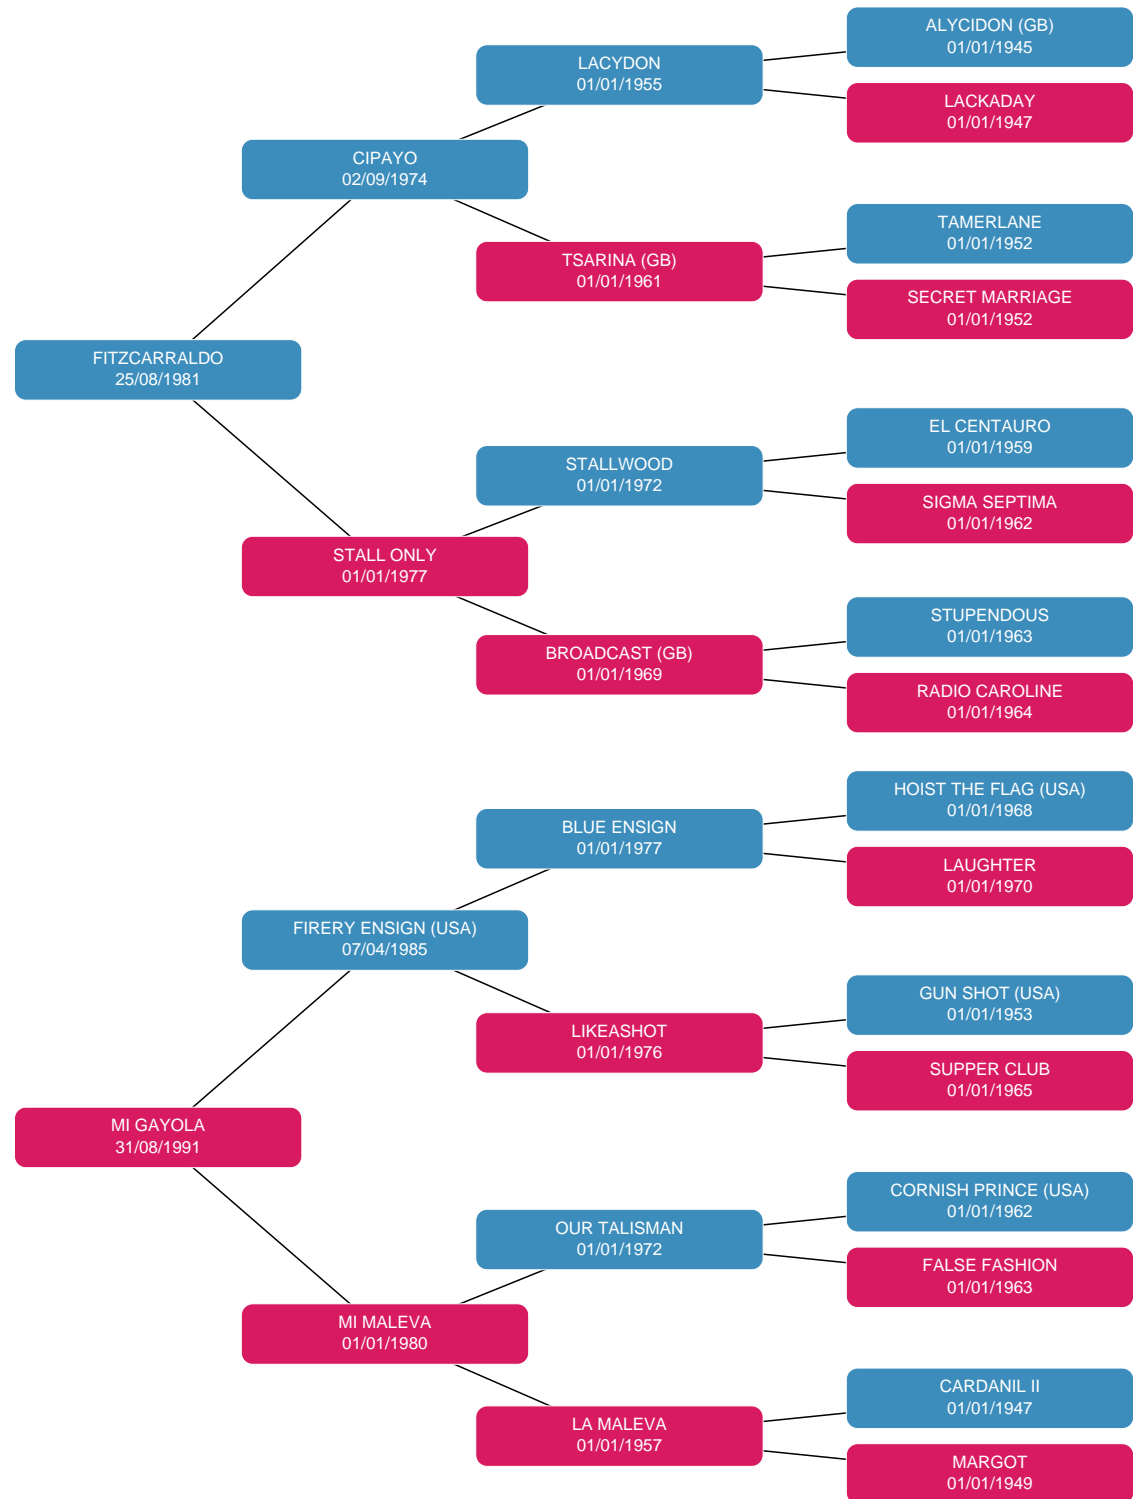 ALYCIDON (GB)
01/01/1945
LACYDON
01/01/1955
LACKADAY
01/01/1947
CIPAYO
02/09/1974
TAMERLANE
01/01/1952
TSARINA (GB)
01/01/1961
SECRET MARRIAGE
01/01/1952
FITZCARRALDO
25/08/1981
EL CENTAURO
01/01/1959
STALLWOOD
01/01/1972
SIGMA SEPTIMA
01/01/1962
STALL ONLY
01/01/1977
STUPENDOUS
01/01/1963
BROADCAST (GB)
01/01/1969
RADIO CAROLINE
01/01/1964
HOIST THE FLAG (USA)
01/01/1968
BLUE ENSIGN
01/01/1977
LAUGHTER
01/01/1970
FIRERY ENSIGN (USA)
07/04/1985
GUN SHOT (USA)
01/01/1953
LIKEASHOT
01/01/1976
SUPPER CLUB
01/01/1965
MI GAYOLA
31/08/1991
CORNISH PRINCE (USA)
01/01/1962
OUR TALISMAN
01/01/1972
FALSE FASHION
01/01/1963
MI MALEVA
01/01/1980
CARDANIL II
01/01/1947
LA MALEVA
01/01/1957
MARGOT
01/01/1949